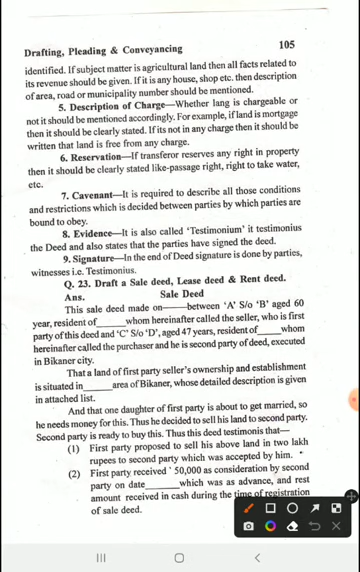 Drafting, Pleading & Conveyancing 105
identified. If subject matter is agricultural land then all facts related to
its revenue should be given. If it is any house, shop etc. then description
of area, road or municipality number should be mentioned.
5. Description of Charge—Whether lang is chargeable or
not it should be mentioned accordingly. For example, if land is mortgage
then it should be clearly stated. If its not in any charge then it should be
written that land is free from any charge.
6. Reservation—If transferor reserves any right in property
then it should be clearly stated like-passage right, right to take water,
etc.
7. Cavenant—It is required to describe all those conditions
and restrictions which is decided between parties by which parties are
bound to obey.
8. Evidence—It is also called 'Testimonium' it testimonius
the Deed and also states that the parties have signed the deed.
9. Signature—In the end of Deed signature is done by parties,
witnesses i.e. Testimonius.
Q. 23. Draft a Sale deed, Lease deed & Rent deed.
Ans. Sale Deed
This sale deed made on——between 'A' S/o 'B' aged 60
year, resident of______whom hereinafter called the seller, who is first
party of this deed and 'C' S/o 'D', aged 47 years, resident of_____whom
hereinafter called the purchaser and he is second party of deed, executed
in Bikaner city.
That a land of first party seller's ownership and establishment
is situated in______area of Bikaner, whose detailed description is given
in attached list.
And that one daughter of first party is about to get married, so
he needs money for this. Thus he decided to sell his land to second party.
Second party is ready to buy this. Thus this deed testimonis that—
(1) First party proposed to sell his above land in two lakh
rupees to second party which was accepted by him.
(2) First party received ` 50,000 as consideration by second
party on date_______which was as advance, and rest
amount received in cash during the time of registration
of sale deed.